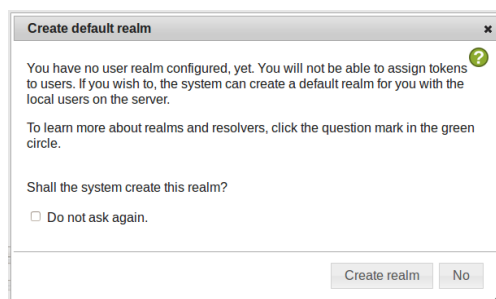 Create default realm
You have no user realm configured, yet. You will not be able to assign tokens
to users. If you wish to, the system can create a default realm for you with the
local users on the server.
To learn more about realms and resolvers, click the question mark in the green
circle.
Shall the system create this realm?
Do not ask again.
Create realm No